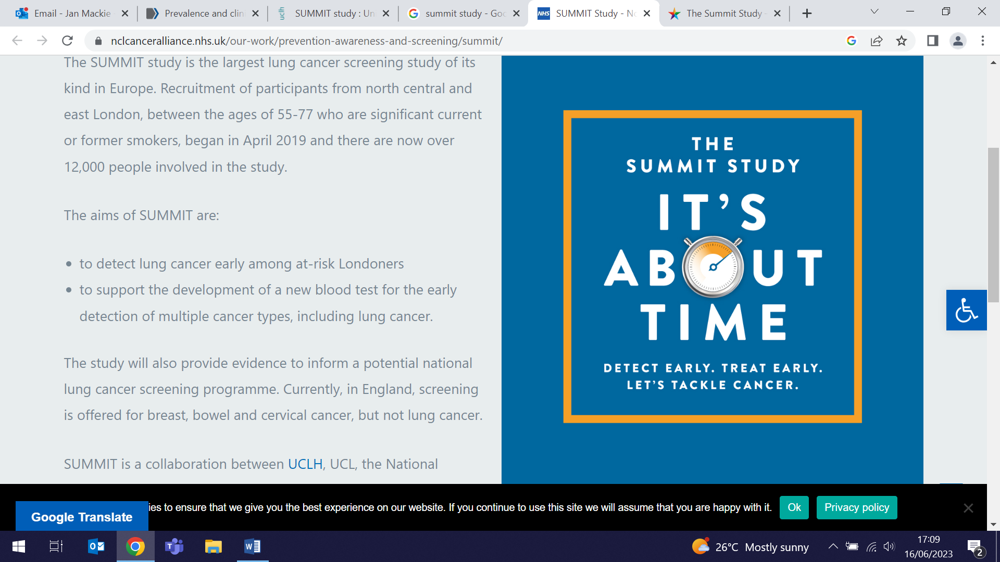 Email - Jan Mackie
Prevalence and clin
uclh
SUMMIT study : Un
summit study - Goo
NHS
SUMMIT Study - No
The Summit Study -
nclcanceralliance.nhs.uk/our-work/prevention-awareness-and-screening/summit/
The SUMMIT study is the largest lung cancer screening study of its
kind in Europe. Recruitment of participants from north central and
east London, between the ages of 55-77 who are significant current
or former smokers, began in April 2019 and there are now over
12,000 people involved in the study.
The aims of SUMMIT are:
• to detect lung cancer early among at-risk Londoners
• to support the development of a new blood test for the early
detection of multiple cancer types, including lung cancer.
The study will also provide evidence to inform a potential national
lung cancer screening programme. Currently, in England, screening
is offered for breast, bowel and cervical cancer, but not lung cancer.
SUMMIT is a collaboration between UCLH, UCL, the National
THE
SUMMIT STUDY
IT'S
ABOUT
TIME
DETECT EARLY. TREAT EARLY.
LET'S TACKLE CANCER.
ies to ensure that we give you the best experience on our website. If you continue to use this site we will assume that you are happy with it.
Ok
Privacy policy
Google Translate
26°C Mostly sunny
17:09
16/06/2023
2